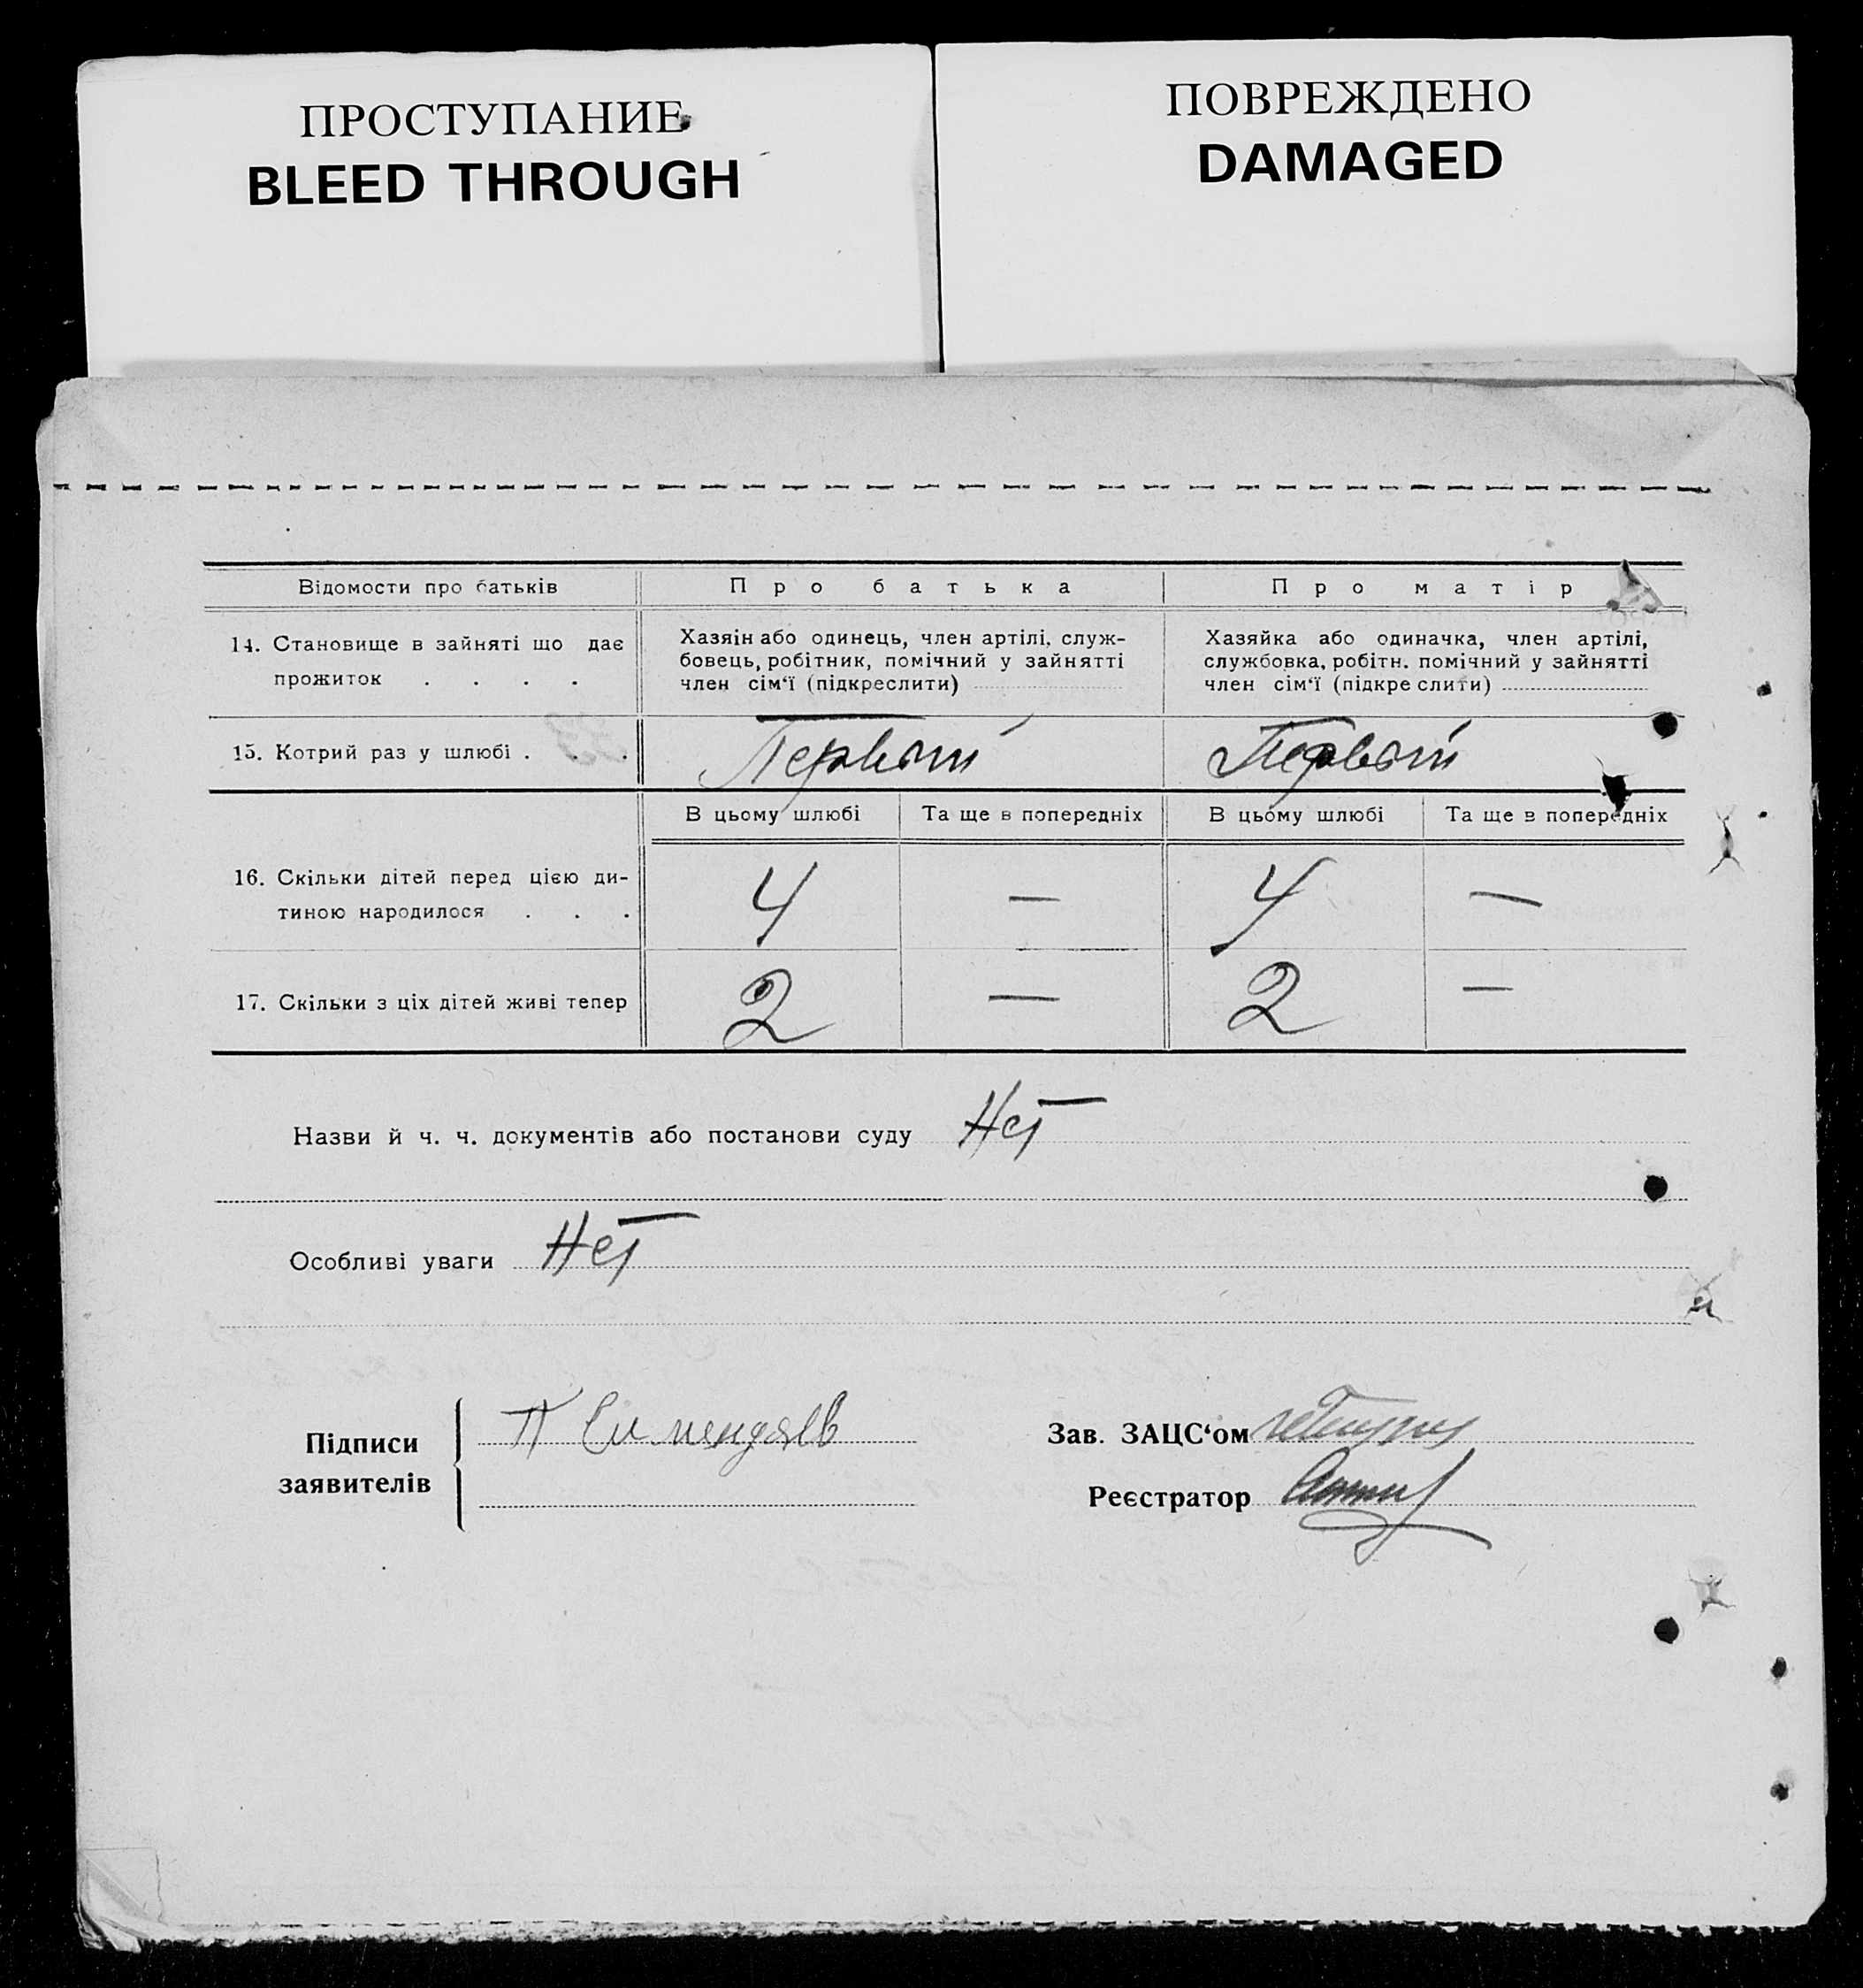 ПРОСТУПАНИЕ
BLEED THROUGH
ПОВРЕЖДЕНО
DAMAGED
Відомости про батьків
Про батька
Про матір
14. Становище в зайняті що дає
прожиток . . . .
Хазяін або одинець, член артілі, служ-
бовець, робітник, помічний у зайнятті
член сім‘ї (підкреслити)
Хазяйка або одиначка, член артілі,
службовка, робітн. помічний у зайнятті
член сім‘ї (підкреслити)
15. Котрий раз у шлюбі . . .
Первый
Первый
В цьому шлюбі
Та ще в попередніх
В цьому шлюбі
Та ще в попередніх
16. Скільки дітей перед цією ди-
тиною народилося . . .
4 — 4 —
17. Скільки з ціх дітей живі тепер
2 — 2 —
Назви й ч. ч. документів або постанови суду Нет
Особливі уваги Нет
Підписи
заявителів
П
Зав. ЗАЦС‘ом
Реєстратор